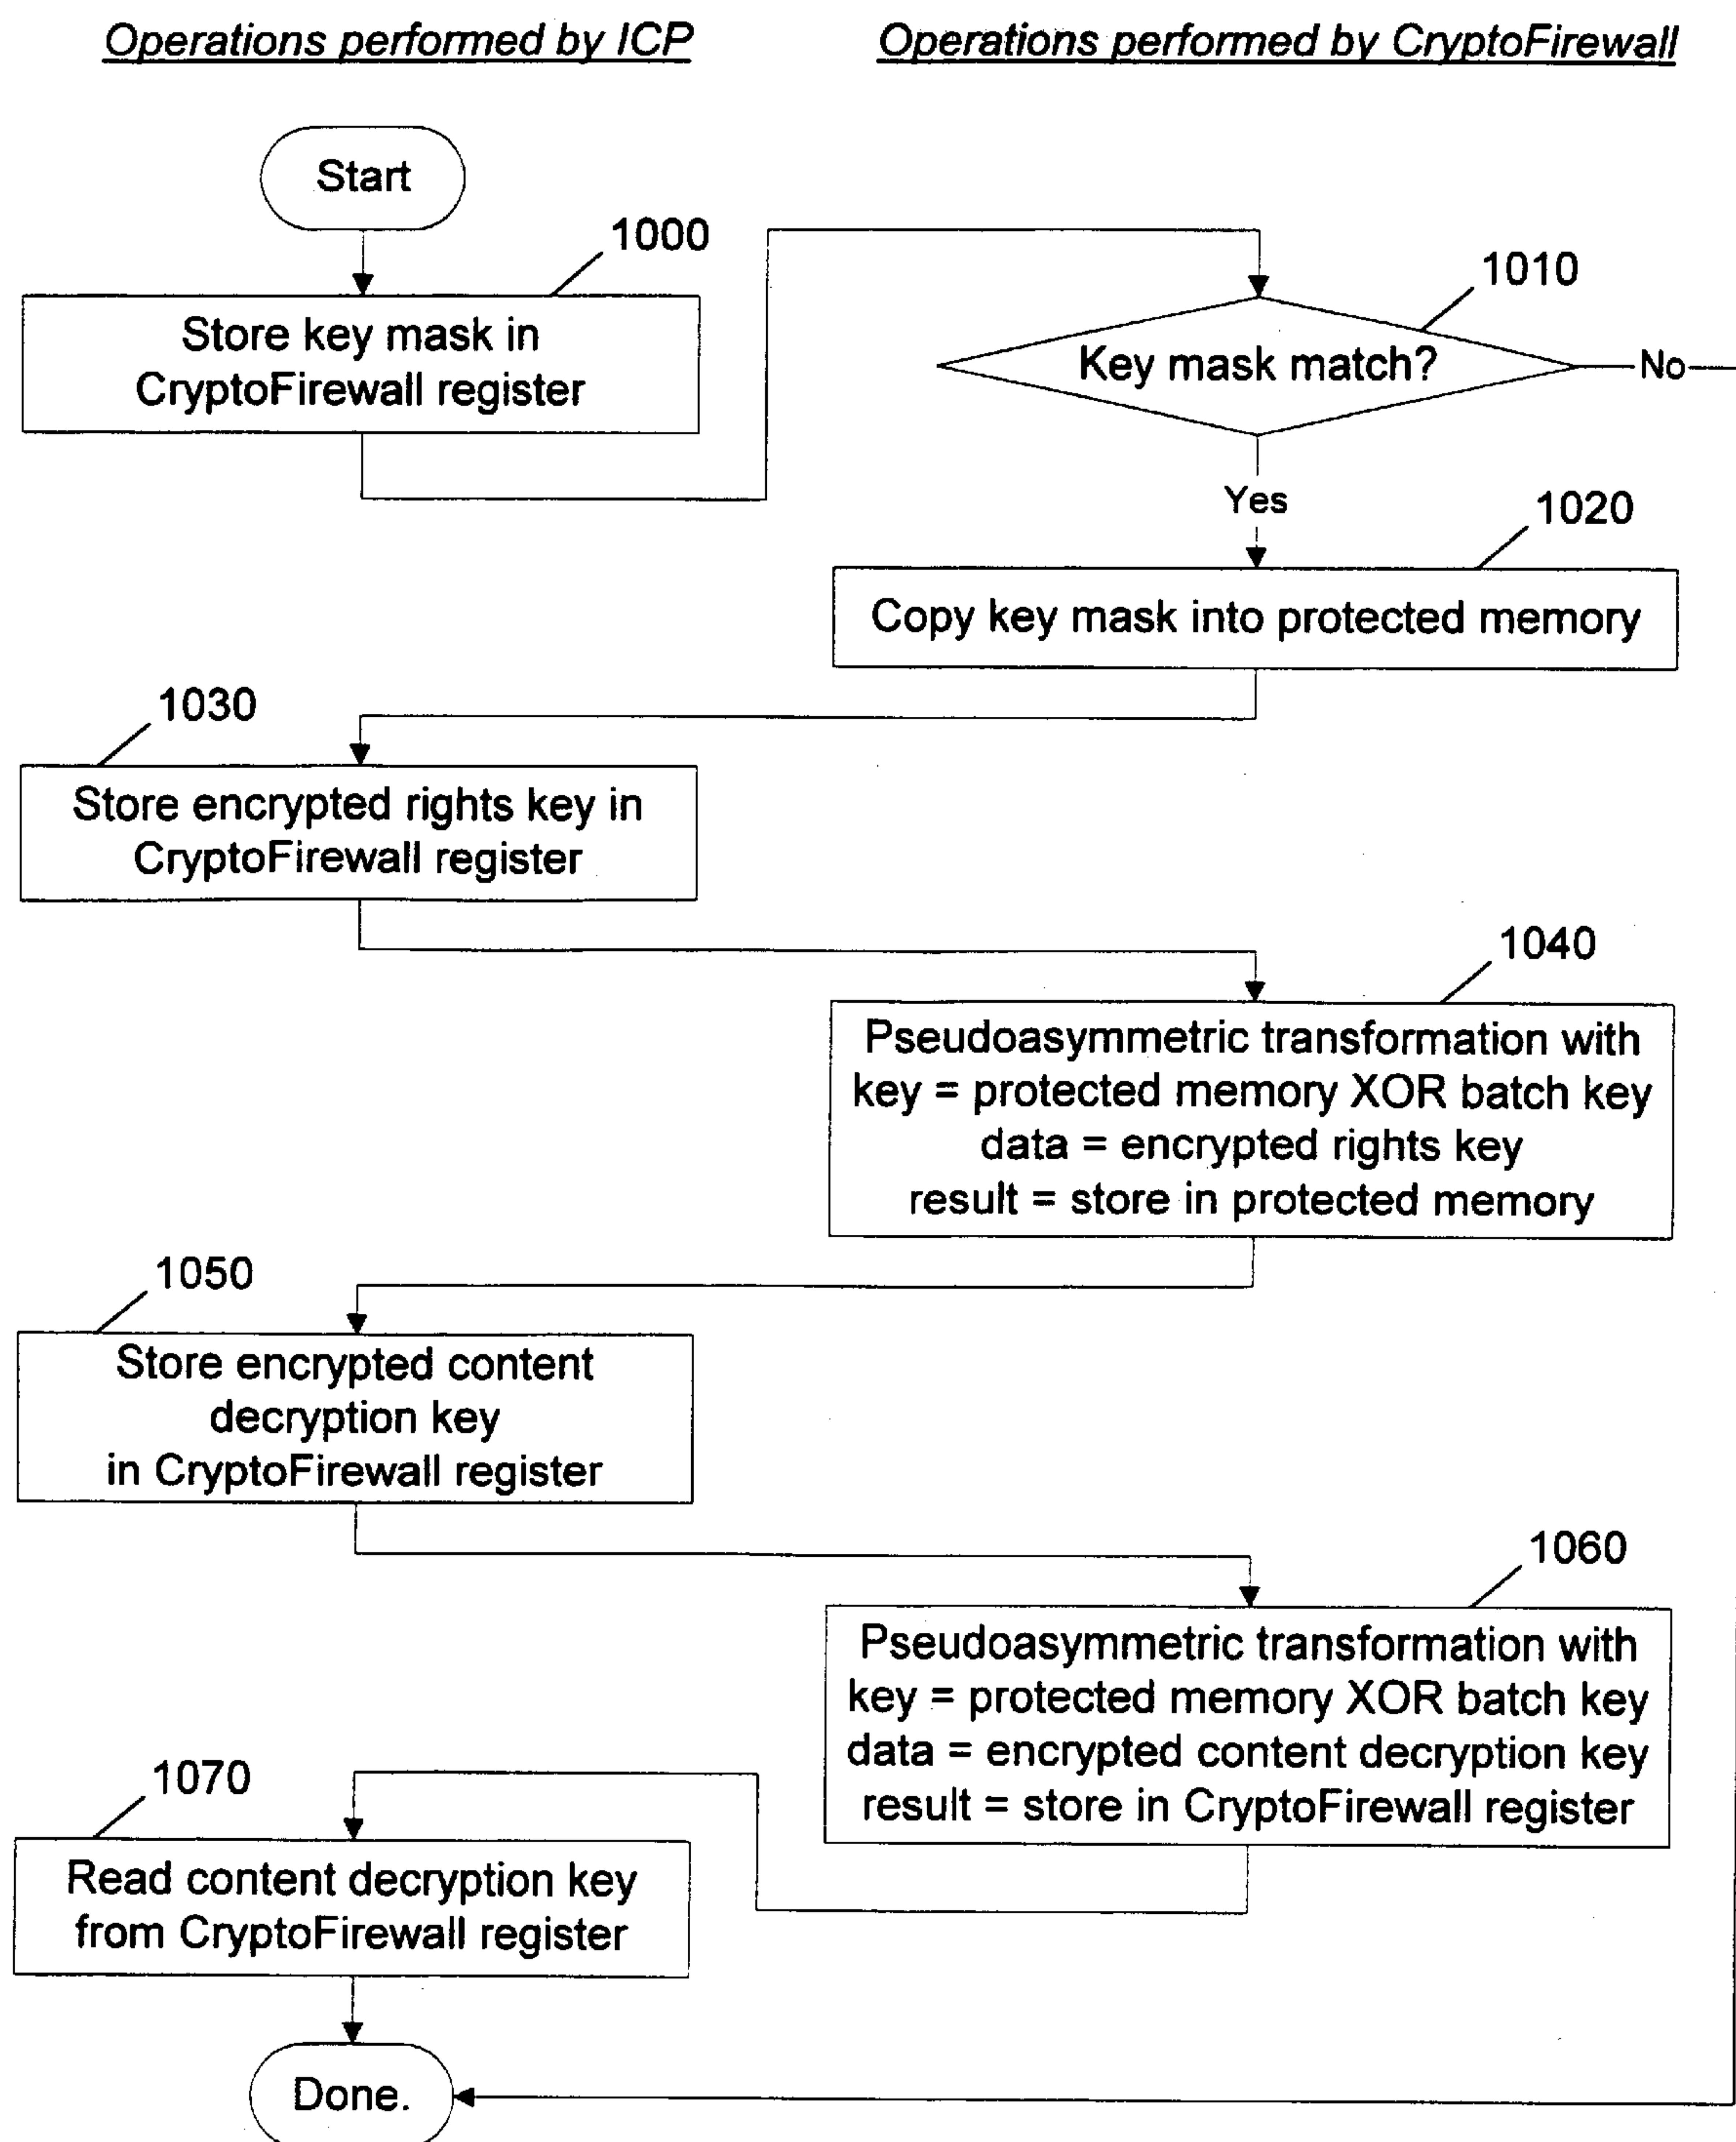 Operations performed by ICP
Operations performed by CryptoFirewall
Start
1000
Store key mask in
CryptoFirewall register
1010
Key mask match?
No
Yes
1020
Copy key mask into protected memory
1030
Store encrypted rights key in
CryptoFirewall register
1040
Pseudoasymmetric transformation with
key = protected memory XOR batch key
data = encrypted rights key
result = store in protected memory
1050
Store encrypted content
decryption key
in CryptoFirewall register
1060
Pseudoasymmetric transformation with
key = protected memory XOR batch key
data = encrypted content decryption key
result = store in CryptoFirewall register
1070
Read content decryption key
from CryptoFirewall register
Done.